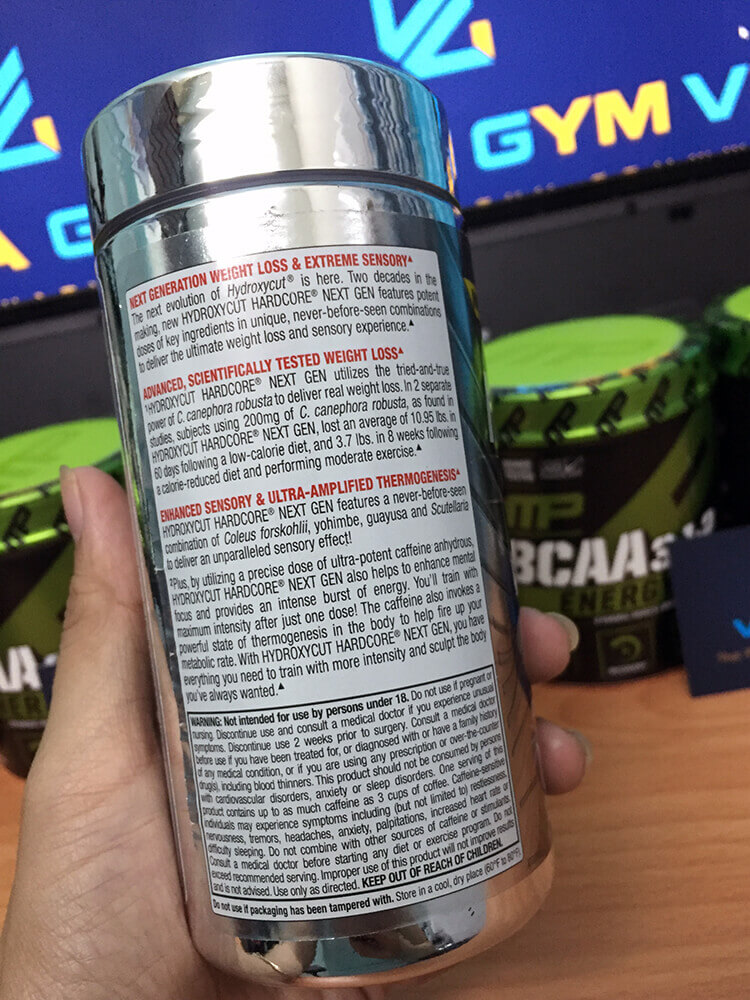 GYM V
A G
NEXT GENERATION WEIGHT LOSS & EXTREME SENSORY▲
The next evolution of Hydroxycut® is here. Two decades in the
making, new HYDROXYCUT HARDCORE® NEXT GEN features potent
doses of key ingredients in unique, never-before-seen combinations
to deliver the ultimate weight loss and sensory experience.▲
ADVANCED, SCIENTIFICALLY TESTED WEIGHT LOSS▲
HYDROXYCUT HARDCORE® NEXT GEN utilizes the tried-and-true
power of C. canephora robusta to deliver real weight loss. In 2 separate
studies, subjects using 200mg of C. canephora robusta, as found in
HYDROXYCUT HARDCORE® NEXT GEN, lost an average of 10.95 lbs. in
60 days following a low-calorie diet, and 3.7 lbs. in 8 weeks following
a calorie-reduced diet and performing moderate exercise.▲
ENHANCED SENSORY & ULTRA-AMPLIFIED THERMOGENESIS▲
HYDROXYCUT HARDCORE® NEXT GEN features a never-before-seen
combination of Coleus forskohlii, yohimbe, guayusa and Scutellaria
to deliver an unparalleled sensory effect!
Plus, by utilizing a precise dose of ultra-potent caffeine anhydrous,
HYDROXYCUT HARDCORE® NEXT GEN also helps to enhance mental
focus and provides an intense burst of energy. You'll train with
maximum intensity after just one dose! The caffeine also invokes a
powerful state of thermogenesis in the body to help fire up your
metabolic rate. With HYDROXYCUT HARDCORE® NEXT GEN, you have
everything you need to train with more intensity and sculpt the body
you've always wanted.▲
WARNING: Not intended for use by persons under 18. Do not use if pregnant or
nursing. Discontinue use and consult a medical doctor if you experience unusual
symptoms. Discontinue use 2 weeks prior to surgery. Consult a medical doctor
before use if you have been treated for, or diagnosed with or have a family history
of any medical condition, or if you are using any prescription or over-the-counter
drug(s), including blood thinners. This product should not be consumed by persons
with cardiovascular disorders, anxiety or sleep disorders. One serving of this
product contains up to as much caffeine as 3 cups of coffee. Caffeine-sensitive
individuals may experience symptoms including (but not limited to) restlessness,
nervousness, tremors, headaches, anxiety, palpitations, increased heart rate or
difficulty sleeping. Do not combine with other sources of caffeine or stimulants.
Consult a medical doctor before starting any diet or exercise program. Do not
exceed recommended serving. Improper use of this product will not improve results
and is not advised. Use only as directed. KEEP OUT OF REACH OF CHILDREN.
Do not use if packaging has been tampered with. Store in a cool, dry place (60°F to 80°F).
MP
BCAA
ENERG
AA
ER